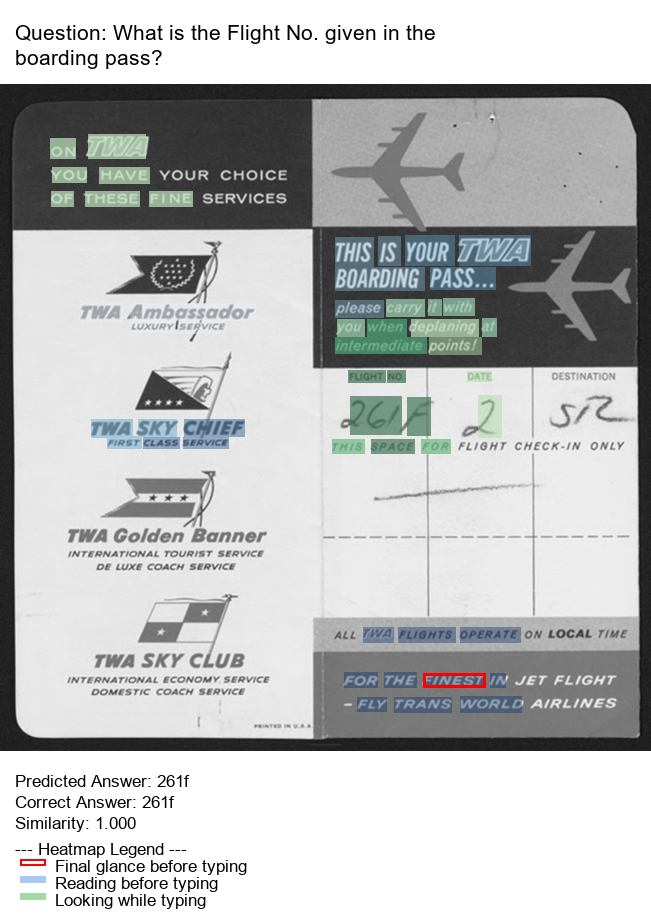 Question: What is the Flight No. given in the
boarding pass?
ON TWA
YOU HAVE YOUR CHOICE
OF THESE FINE SERVICES
TWA Ambassador
LUXURY SERVICE
TWA SKY CHIEF
FIRST CLASS SERVICE
TWA Golden Banner
INTERNATIONAL TOURIST SERVICE
DE LUXE COACH SERVICE
TWA SKY CLUB
INTERNATIONAL ECONOMY SERVICE
DOMESTIC COACH SERVICE
PRINTED IN U.S.A.
THIS IS YOUR TWA
BOARDING PASS...
please carry it with
you when deplaning at
intermediate points!
FLIGHT NO. DATE DESTINATION
261F 2 STL
THIS SPACE FOR FLIGHT CHECK-IN ONLY
ALL TWA FLIGHTS OPERATE ON LOCAL TIME
FOR THE FINEST IN JET FLIGHT
– FLY TRANS WORLD AIRLINES
Predicted Answer: 261f
Correct Answer: 261f
Similarity: 1.000
--- Heatmap Legend ---
Final glance before typing
Reading before typing
Looking while typing